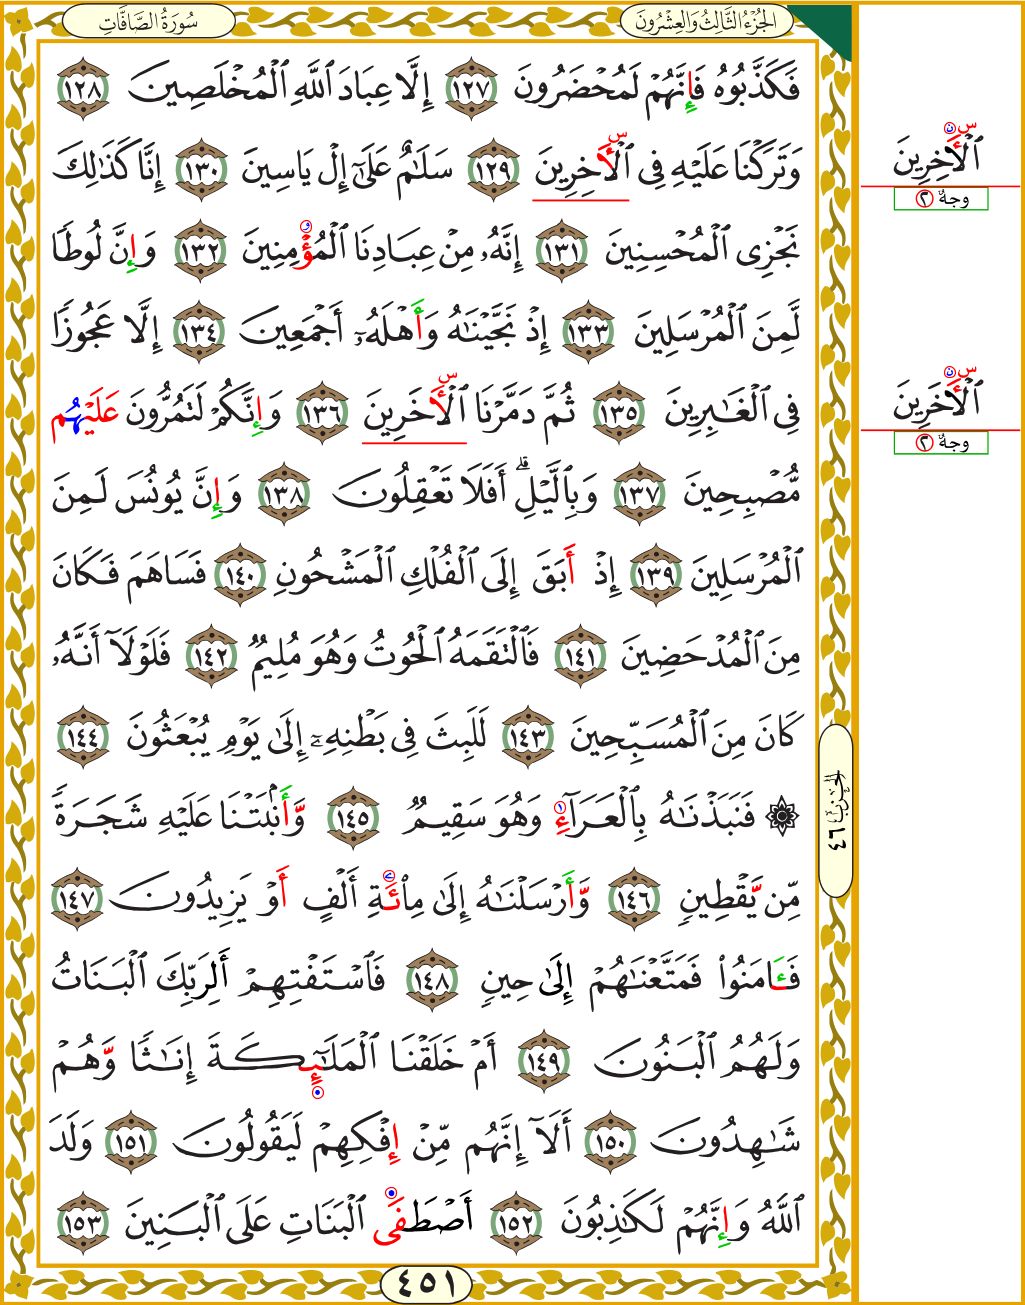 سُورَةُ الصَّافَّاتِ
الجُزْءُ الثَّالِثُ وَالعِشْرُونَ
فَكَذَّبُوهُ فَإِنَّهُمْ لَمُحْضَرُونَ ١٢٧ إِلَّا عِبَادَ ٱللَّهِ ٱلْمُخْلَصِينَ ١٢٨
وَتَرَكْنَا عَلَيْهِ فِى ٱلْأَخِرِينَ ١٢٩ سَلَٰمٌ عَلَىٰٓ إِلْ يَاسِينَ ١٣٠ إِنَّا كَذَٰلِكَ
نَجْزِى ٱلْمُحْسِنِينَ ١٣١ إِنَّهُۥ مِنْ عِبَادِنَا ٱلْمُؤْمِنِينَ ١٣٢ وَإِنَّ لُوطًا
لَّمِنَ ٱلْمُرْسَلِينَ ١٣٣ إِذْ نَجَّيْنَٰهُ وَأَهْلَهُۥٓ أَجْمَعِينَ ١٣٤ إِلَّا عَجُوزًا
فِى ٱلْغَٰبِرِينَ ١٣٥ ثُمَّ دَمَّرْنَا ٱلْأَخَرِينَ ١٣٦ وَإِنَّكُمْ لَتَمُرُّونَ عَلَيْهُم
مُّصْبِحِينَ ١٣٧ وَبِٱلَّيْلِ ۗ أَفَلَا تَعْقِلُونَ ١٣٨ وَإِنَّ يُونُسَ لَمِنَ
ٱلْمُرْسَلِينَ ١٣٩ إِذْ أَبَقَ إِلَى ٱلْفُلْكِ ٱلْمَشْحُونِ ١٤٠ فَسَاهَمَ فَكَانَ
مِنَ ٱلْمُدْحَضِينَ ١٤١ فَٱلْتَقَمَهُ ٱلْحُوتُ وَهُوَ مُلِيمٌ ١٤٢ فَلَوْلَآ أَنَّهُۥ
كَانَ مِنَ ٱلْمُسَبِّحِينَ ١٤٣ لَلَبِثَ فِى بَطْنِهِۦٓ إِلَىٰ يَوْمِ يُبْعَثُونَ ١٤٤
۞ فَنَبَذْنَٰهُ بِٱلْعَرَآءِ وَهُوَ سَقِيمٌ ١٤٥ وَّأَنۢبَتْنَا عَلَيْهِ شَجَرَةً
مِّن يَّقْطِينٍ ١٤٦ وَّأَرْسَلْنَٰهُ إِلَىٰ مِا۟ئَةِ أَلْفٍ أَوْ يَزِيدُونَ ١٤٧
فَـَٔامَنُوا۟ فَمَتَّعْنَٰهُمْ إِلَىٰ حِينٍ ١٤٨ فَٱسْتَفْتِهِمْ أَلِرَبِّكَ ٱلْبَنَاتُ
وَلَهُمُ ٱلْبَنُونَ ١٤٩ أَمْ خَلَقْنَا ٱلْمَلَٰٓئِكَةَ إِنَٰثًا وَّهُمْ
شَٰهِدُونَ ١٥٠ أَلَآ إِنَّهُم مِّنْ إِفْكِهِمْ لَيَقُولُونَ ١٥١ وَلَدَ
ٱللَّهُ وَإِنَّهُمْ لَكَٰذِبُونَ ١٥٢ أَصْطَفَى ٱلْبَنَاتِ عَلَى ٱلْبَنِينَ ١٥٣
ٱلْأَخِرِينَ
وجهٌ ٢
ٱلْأَخَرِينَ
وجهٌ ٢
الحزب ٤٦
٤٥١